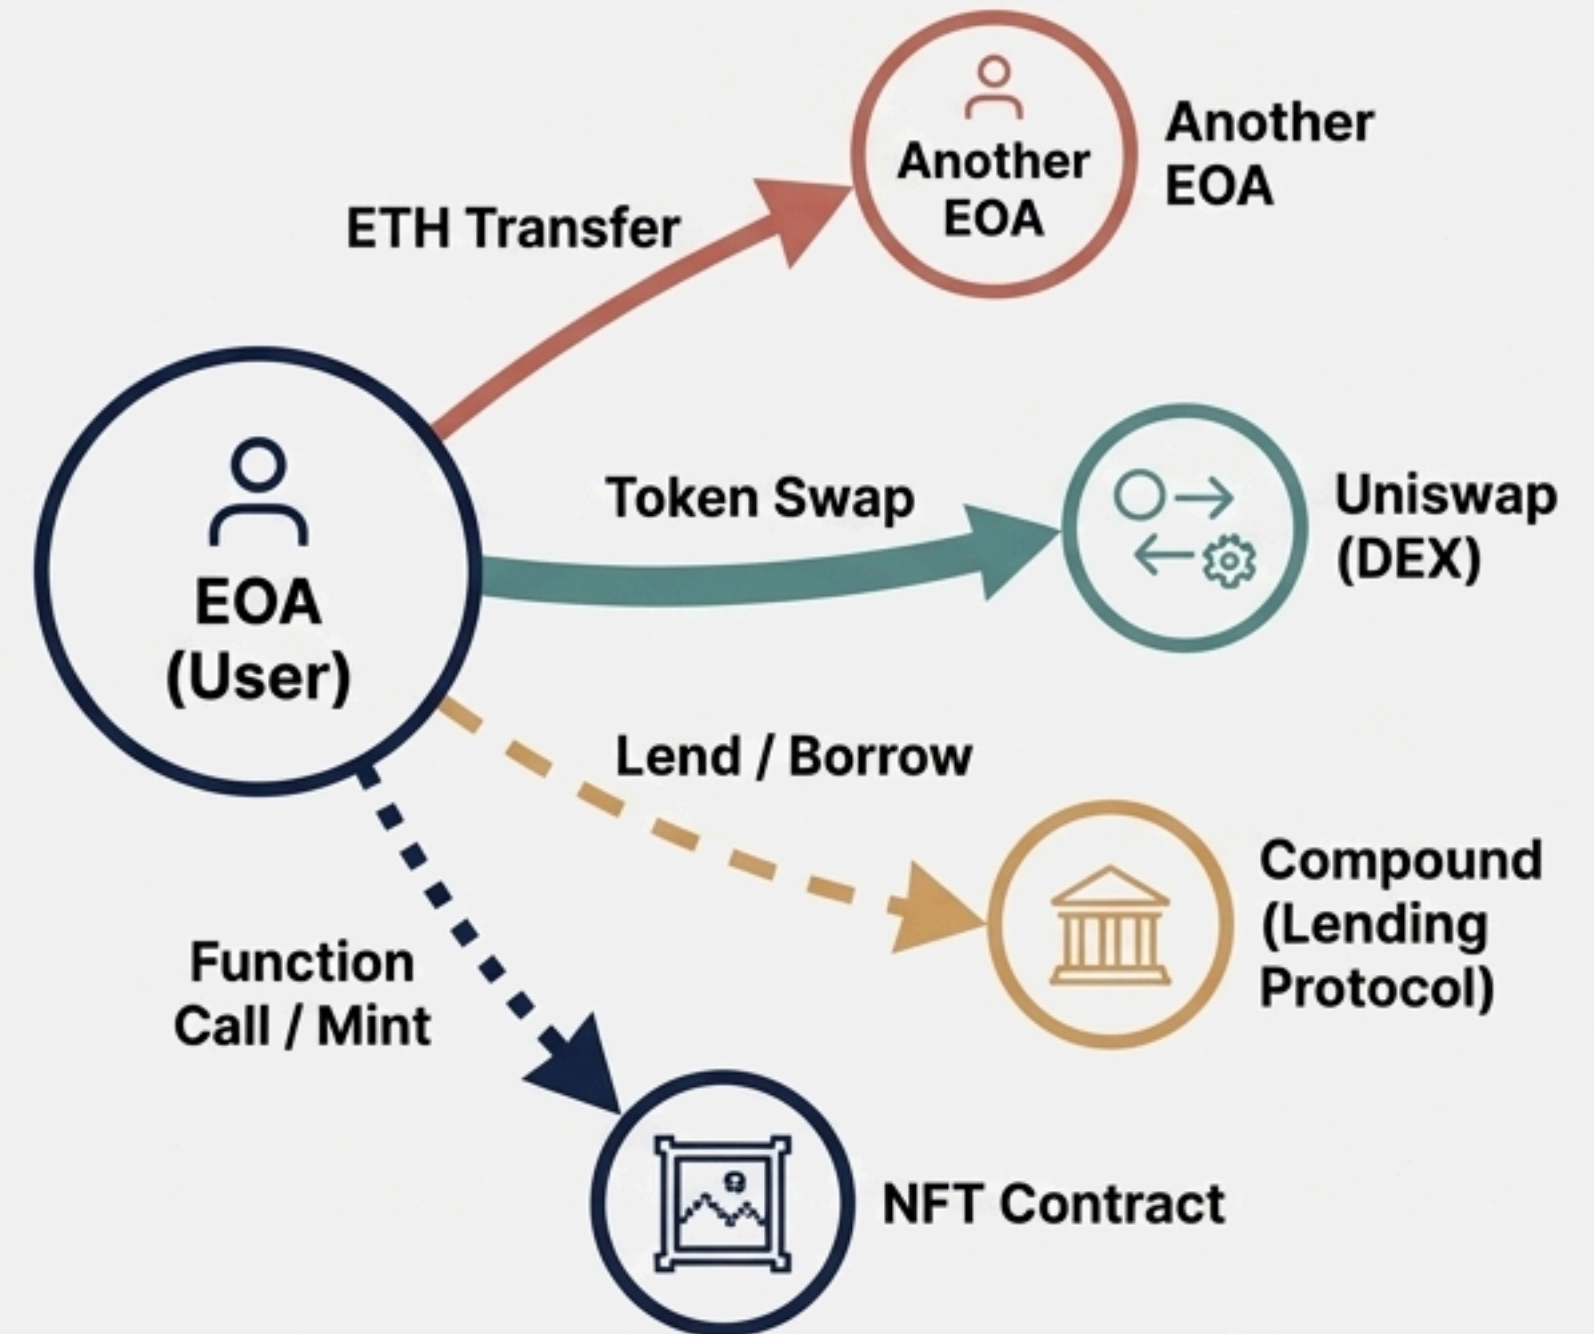 Another
EOA
Another
EOA
ETH Transfer
Token Swap
Uniswap
(DEX)
EOA
(User)
Lend / Borrow
Compound
(Lending
Protocol)
Function
Call / Mint
NFT Contract